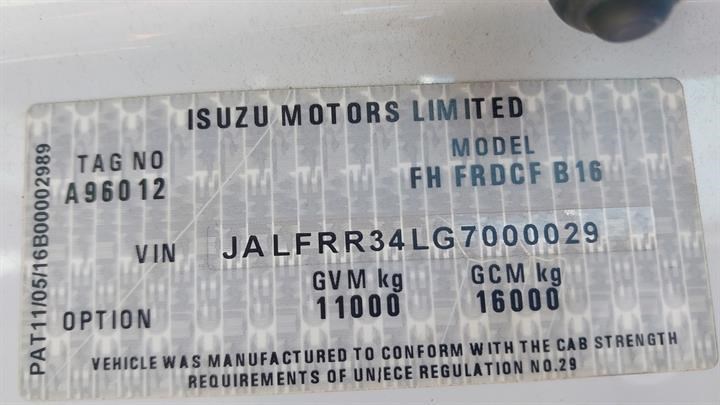 ISUZU MOTORS LIMITED
TAG NO
A96012
MODEL
FH FRDCF B16
VIN JALFRR34LG7000029
GVM kg GCM kg
OPTION 11000 16000
VEHICLE WAS MANUFACTURED TO CONFORM WITH THE CAB STRENGTH
REQUIREMENTS OF UN/ECE REGULATION NO.29
PAT11/05/16B00002989